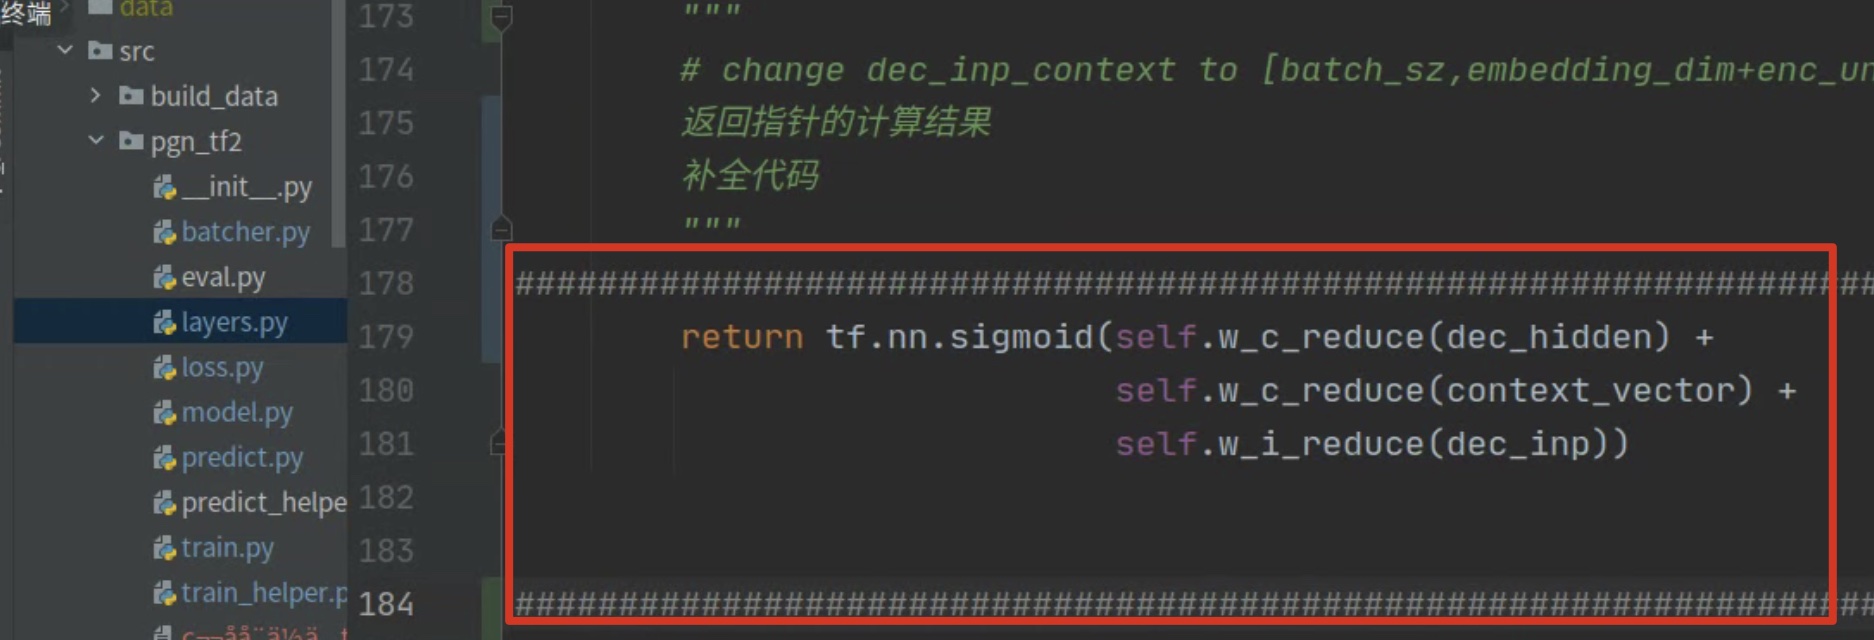 终端
data
src
build_data
pgn_tf2
__init__.py
batcher.py
eval.py
layers.py
loss.py
model.py
predict.py
predict_helpe
train.py
train_helper.p
173 """
174 # change dec_inp_context to [batch_sz,embedding_dim+enc_un
175 返回指针的计算结果
176 补全代码
177 """
178 ##################################################################
179 return tf.nn.sigmoid(self.w_c_reduce(dec_hidden) +
180 self.w_c_reduce(context_vector) +
181 self.w_i_reduce(dec_inp))
182
183
184 ##################################################################